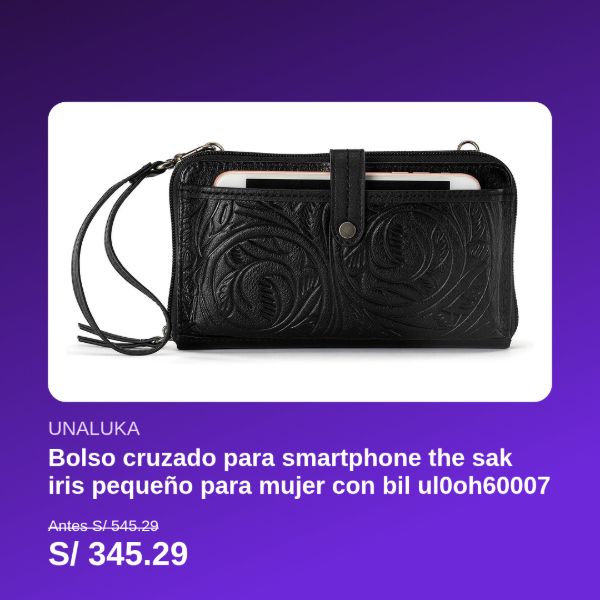 UNALUKA
Bolso cruzado para smartphone the sak
iris pequeño para mujer con bil ul0oh60007
Antes S/ 545.29
S/ 345.29